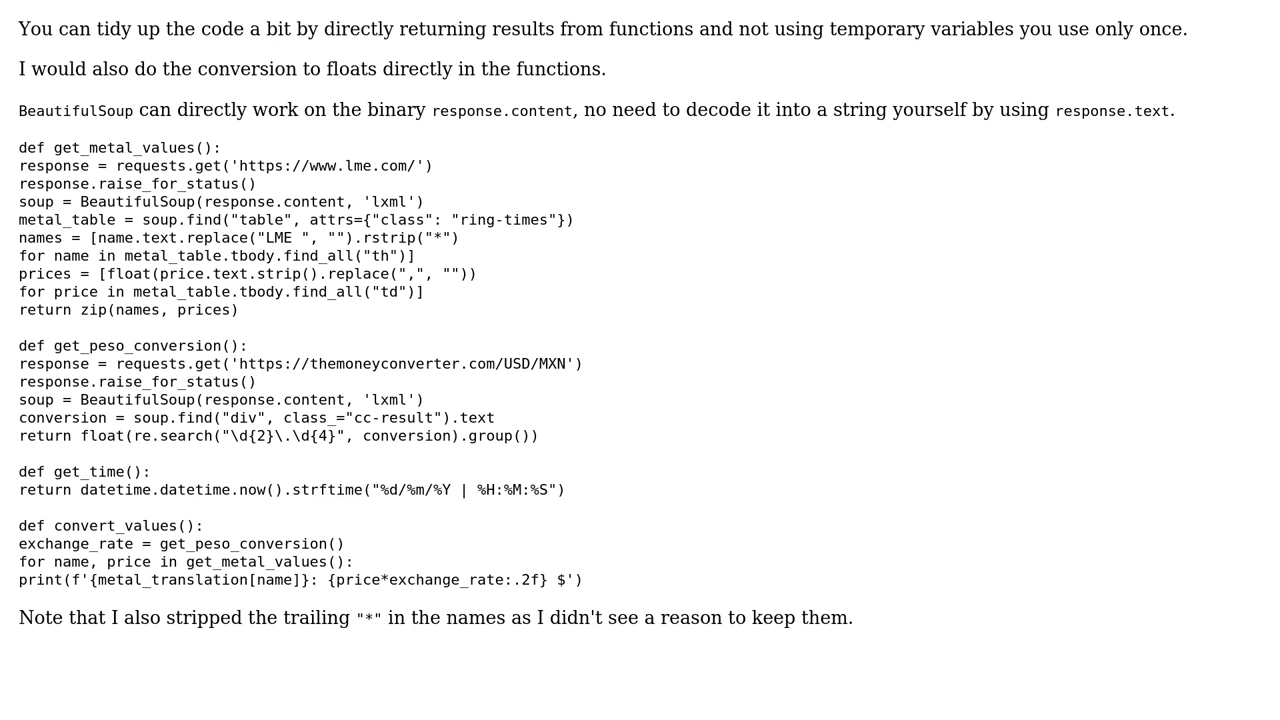 You can tidy up the code a bit by directly returning results from functions and not using temporary variables you use only once.
I would also do the conversion to floats directly in the functions.
BeautifulSoup can directly work on the binary response.content, no need to decode it into a string yourself by using response.text.
def get_metal_values():
response = requests.get('https://www.lme.com/')
response.raise_for_status()
soup = BeautifulSoup(response.content, 'lxml')
metal_table = soup.find("table", attrs={"class": "ring-times"})
names = [name.text.replace("LME ", "").rstrip("*")
for name in metal_table.tbody.find_all("th")]
prices = [float(price.text.strip().replace(",", ""))
for price in metal_table.tbody.find_all("td")]
return zip(names, prices)

def get_peso_conversion():
response = requests.get('https://themoneyconverter.com/USD/MXN')
response.raise_for_status()
soup = BeautifulSoup(response.content, 'lxml')
conversion = soup.find("div", class_="cc-result").text
return float(re.search("\d{2}\.\d{4}", conversion).group())

def get_time():
return datetime.datetime.now().strftime("%d/%m/%Y | %H:%M:%S")

def convert_values():
exchange_rate = get_peso_conversion()
for name, price in get_metal_values():
print(f'{metal_translation[name]}: {price*exchange_rate:.2f} $')
Note that I also stripped the trailing "*" in the names as I didn't see a reason to keep them.